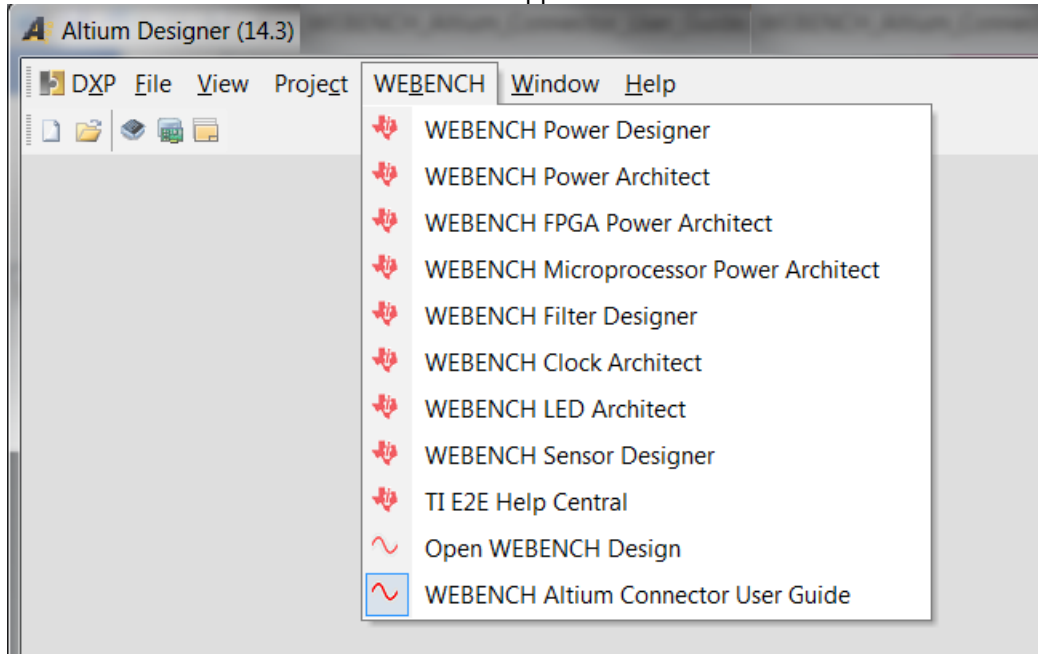 Altium Designer (14.3)
DXP File View Project WEBENCH Window Help
WEBENCH Power Designer
WEBENCH Power Architect
WEBENCH FPGA Power Architect
WEBENCH Microprocessor Power Architect
WEBENCH Filter Designer
WEBENCH Clock Architect
WEBENCH LED Architect
WEBENCH Sensor Designer
TI E2E Help Central
Open WEBENCH Design
WEBENCH Altium Connector User Guide